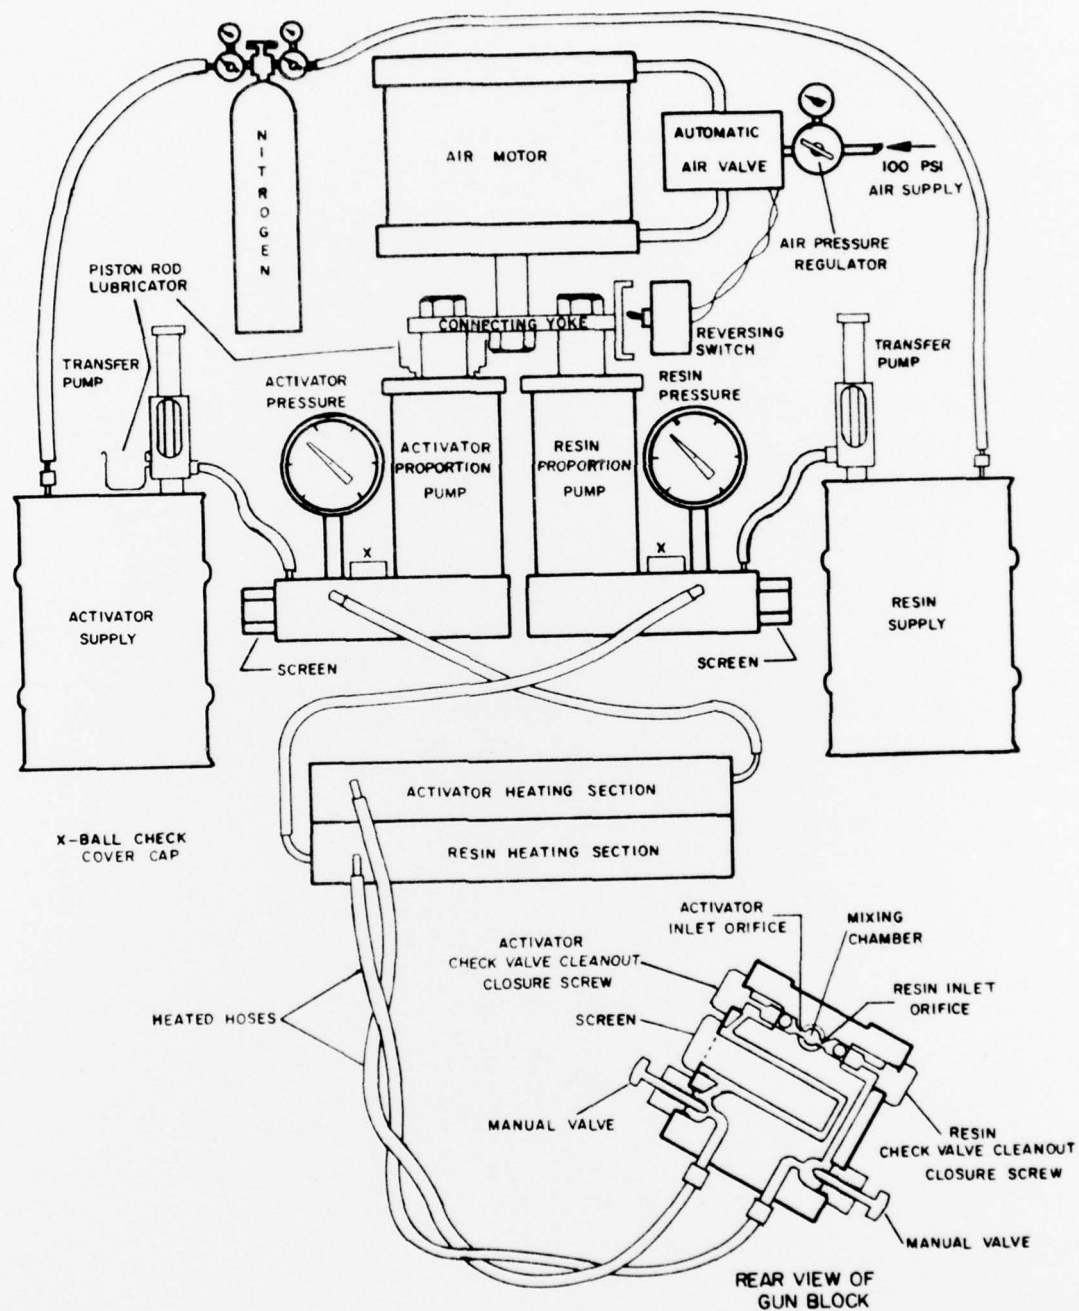 NITROGEN
AIR MOTOR
AUTOMATIC
AIR VALVE
100 PSI
AIR SUPPLY
AIR PRESSURE
REGULATOR
PISTON ROD
LUBRICATOR
CONNECTING YOKE
REVERSING
SWITCH
TRANSFER
PUMP
TRANSFER
PUMP
ACTIVATOR
PRESSURE
RESIN
PRESSURE
ACTIVATOR
PROPORTION
PUMP
RESIN
PROPORTION
PUMP
X
X
ACTIVATOR
SUPPLY
RESIN
SUPPLY
SCREEN
SCREEN
ACTIVATOR HEATING SECTION
RESIN HEATING SECTION
X-BALL CHECK
COVER CAP
ACTIVATOR
INLET ORIFICE
MIXING
CHAMBER
ACTIVATOR
CHECK VALVE CLEANOUT
CLOSURE SCREW
RESIN INLET
ORIFICE
HEATED HOSES
SCREEN
MANUAL VALVE
RESIN
CHECK VALVE CLEANOUT
CLOSURE SCREW
MANUAL VALVE
REAR VIEW OF
GUN BLOCK